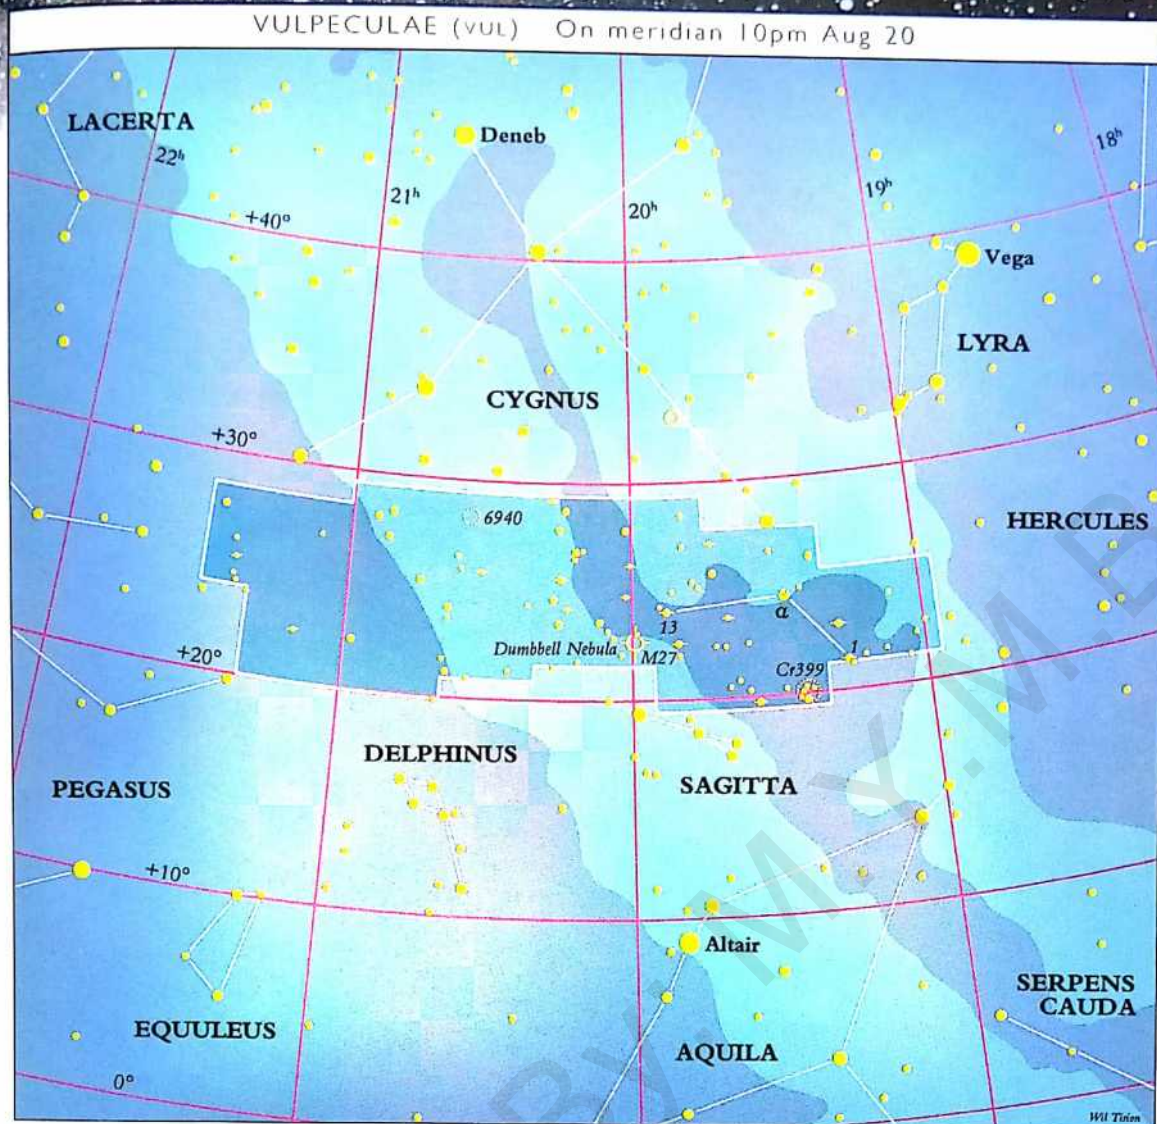 VULPECULAE (VUL) On meridian 10pm Aug 20
LACERTA
22h
21h
20h
19h
18h
Deneb
+40°
Vega
LYRA
CYGNUS
+30°
6940
HERCULES
13
α
1
Dumbbell Nebula
M27
Cr399
+20°
DELPHINUS
SAGITTA
PEGASUS
+10°
Altair
SERPENS
CAUDA
EQUULEUS
AQUILA
0°
Wil Tirion
BY. M.Y.M.B